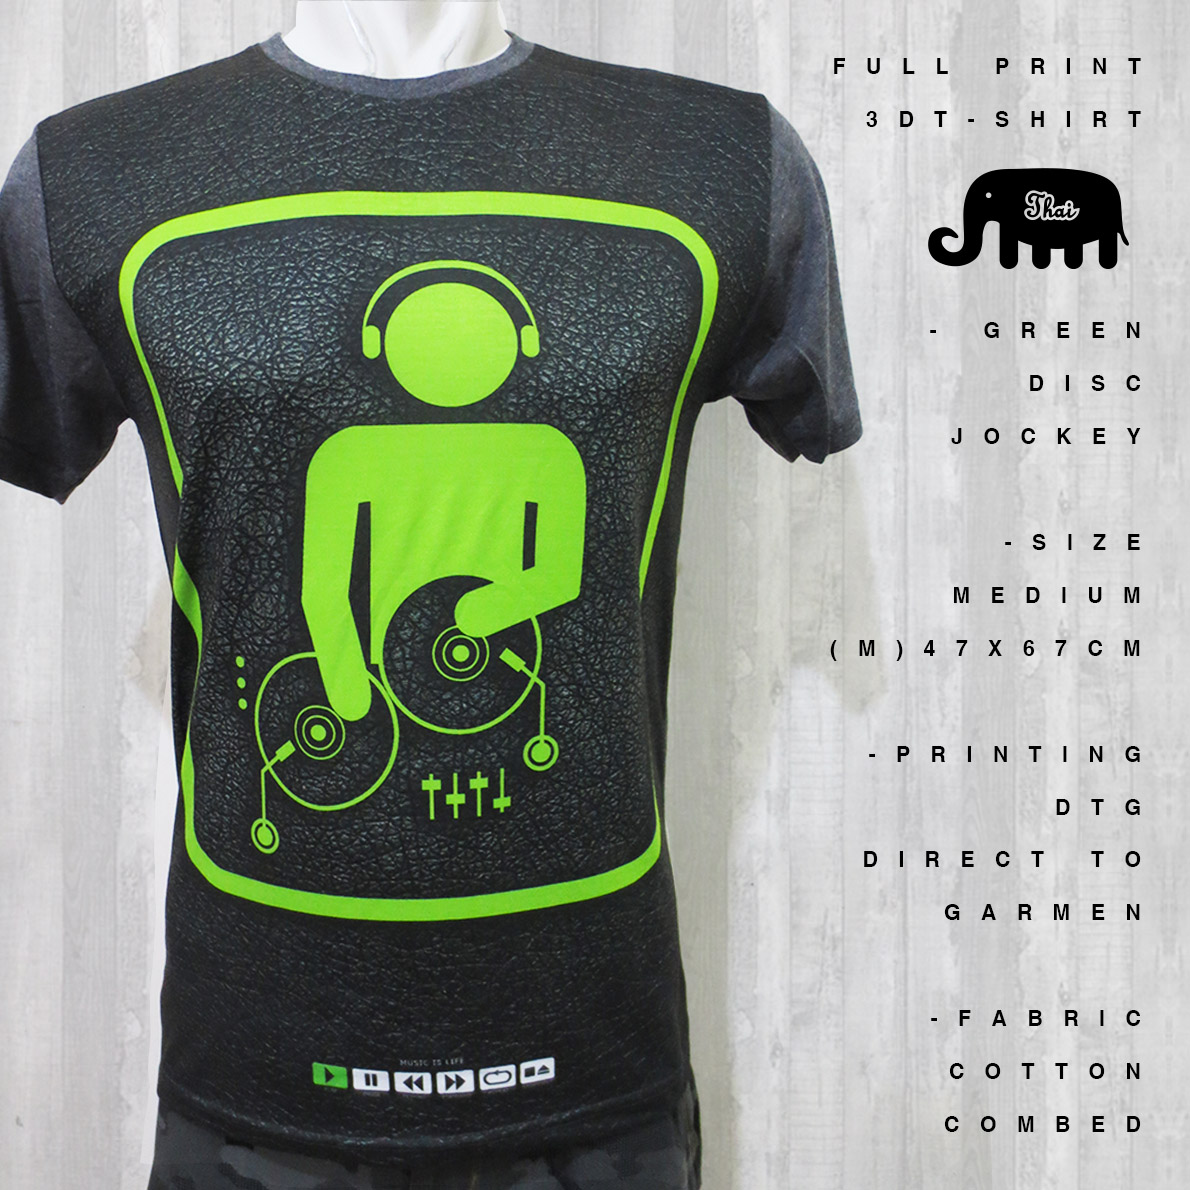 FULL PRINT
3DT-SHIRT
Thai
- GREEN
DISC
JOCKEY
-SIZE
MEDIUM
(M)47X67CM
-PRINTING
DTG
DIRECT TO
GARMEN
-FABRIC
COTTON
COMBED
MUSIC IS LIFE